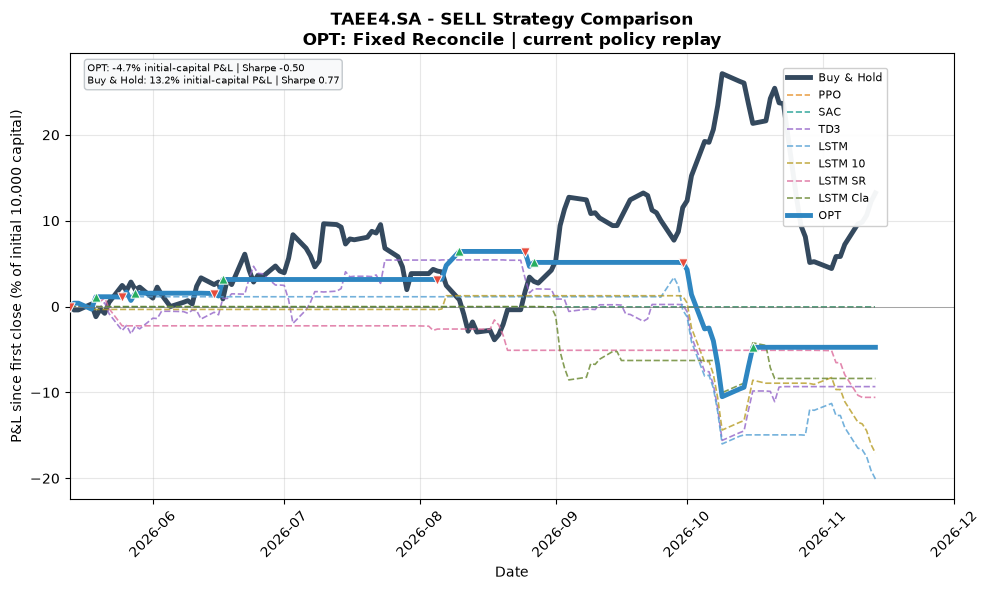 TAEE4.SA - SELL Strategy Comparison
OPT: Fixed Reconcile | current policy replay
OPT: -4.7% initial-capital P&L | Sharpe -0.50
Buy & Hold: 13.2% initial-capital P&L | Sharpe 0.77
Buy & Hold
PPO
SAC
TD3
LSTM
LSTM 10
LSTM SR
LSTM Cla
OPT
P&L since first close (% of initial 10,000 capital)
20
10
0
−10
−20
2026-06
2026-07
2026-08
2026-09
2026-10
2026-11
2026-12
Date